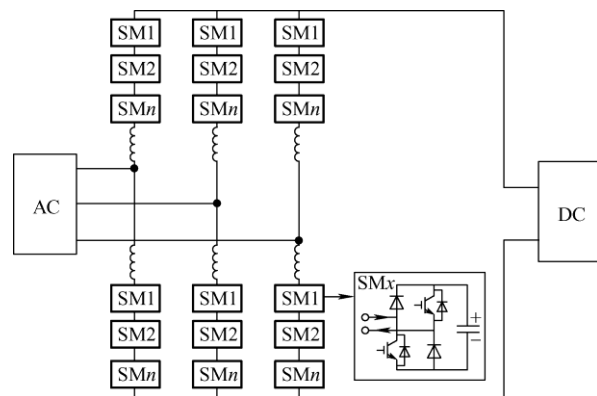 SM1 SM1 SM1
SM2 SM2 SM2
SMn SMn SMn
AC
DC
SMx
+
−
SM1 SM1 SM1
SM2 SM2 SM2
SMn SMn SMn